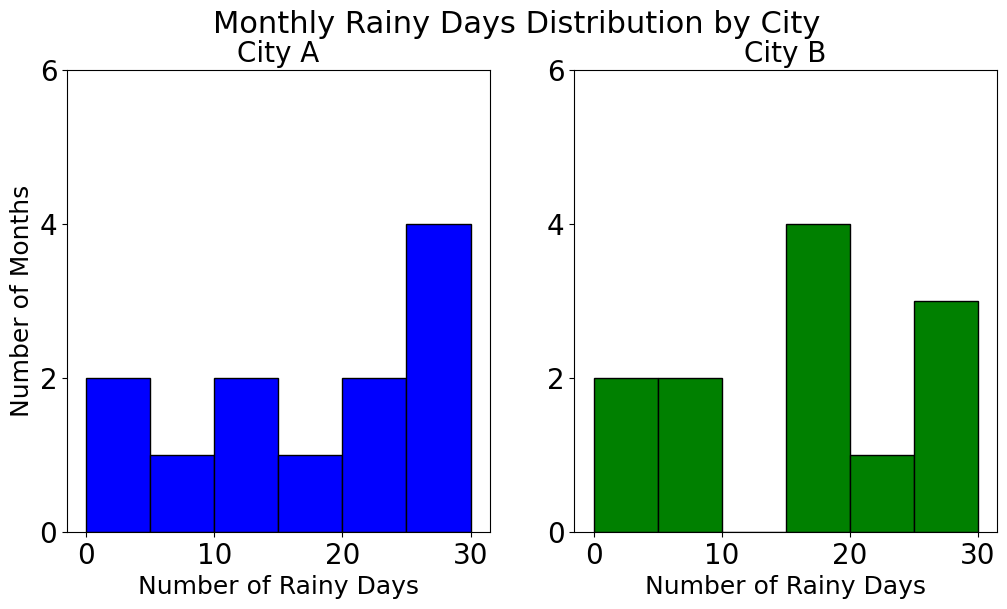 Monthly Rainy Days Distribution by City
City A
6
4
2
0
0 10 20 30
Number of Months
Number of Rainy Days
City B
6
4
2
0
0 10 20 30
Number of Rainy Days